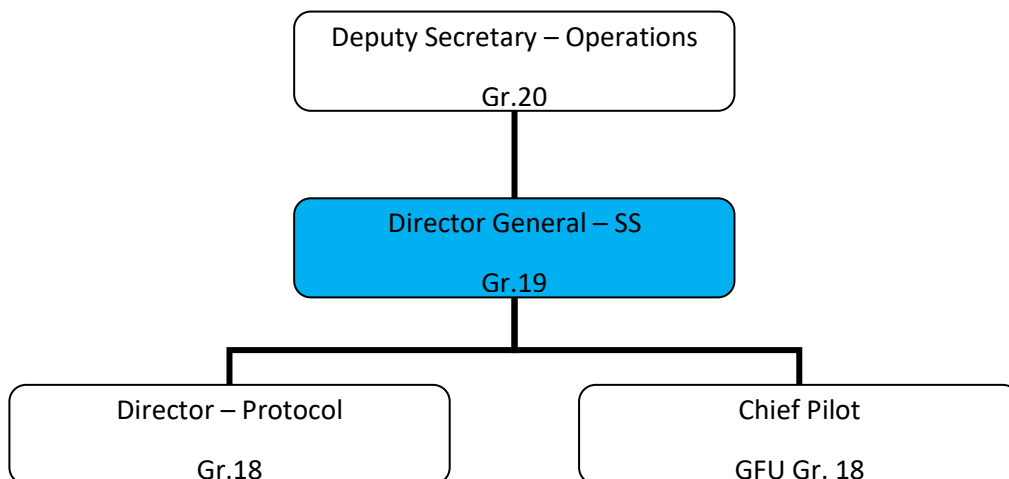 Deputy Secretary – Operations
Gr.20
Director General – SS
Gr.19
Director – Protocol
Gr.18
Chief Pilot
GFU Gr. 18